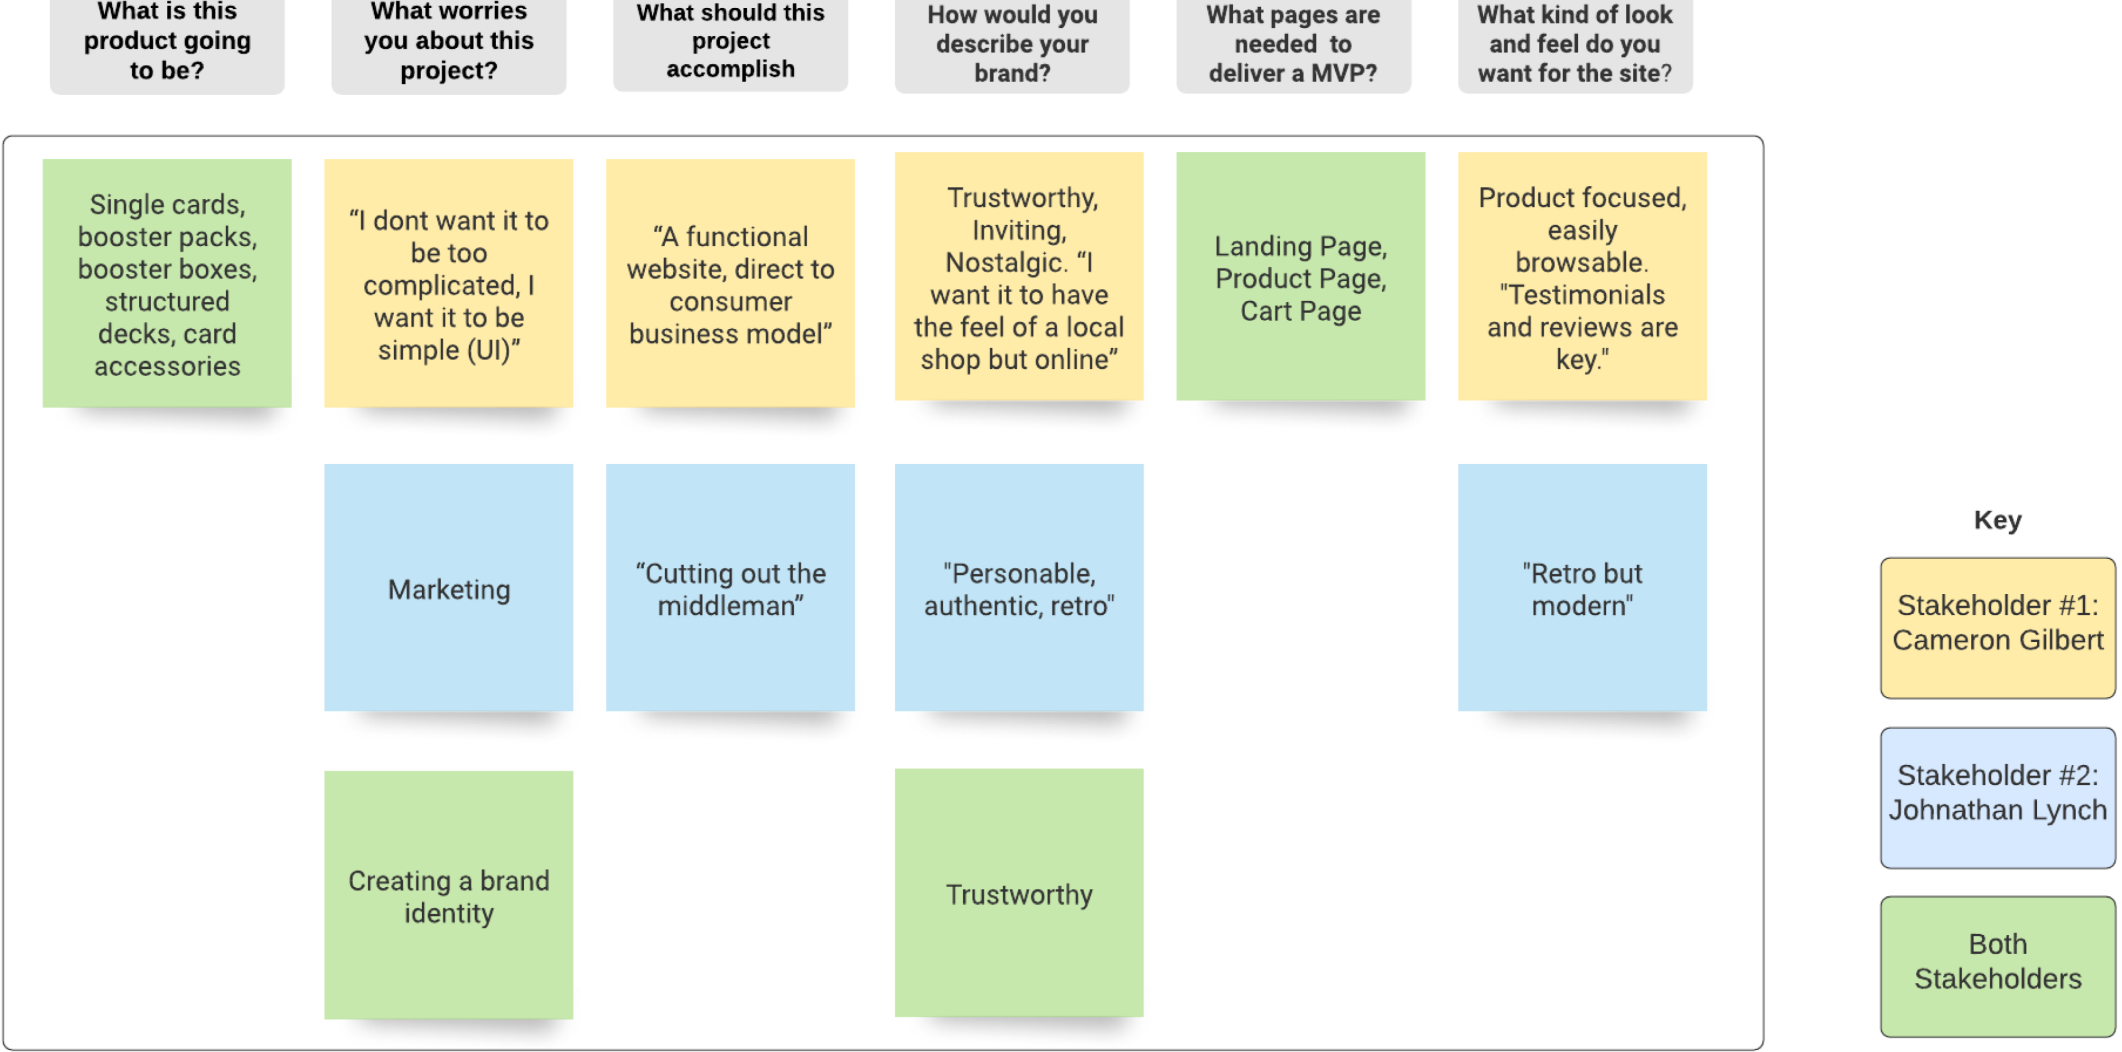 What is this
product going
to be?
What worries
you about this
project?
What should this
project
accomplish
How would you
describe your
brand?
What pages are
needed to
deliver a MVP?
What kind of look
and feel do you
want for the site?
Single cards,
booster packs,
booster boxes,
structured
decks, card
accessories
“I dont want it to
be too
complicated, I
want it to be
simple (UI)”
“A functional
website, direct to
consumer
business model”
Trustworthy,
Inviting,
Nostalgic. “I
want it to have
the feel of a local
shop but online”
Landing Page,
Product Page,
Cart Page
Product focused,
easily
browsable.
"Testimonials
and reviews are
key."
Marketing
“Cutting out the
middleman”
"Personable,
authentic, retro"
"Retro but
modern"
Creating a brand
identity
Trustworthy
Key
Stakeholder #1:
Cameron Gilbert
Stakeholder #2:
Johnathan Lynch
Both
Stakeholders